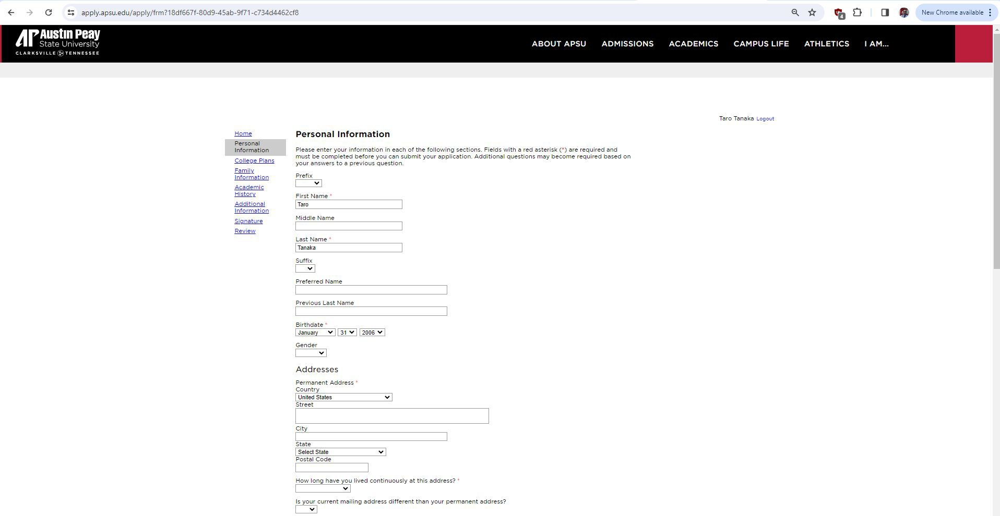 apply.apsu.edu/apply/frm?18df667f-80d9-45ab-9f71-c734d4462cf8
4
New Chrome available
AP Austin Peay
State University
CLARKSVILLE TENNESSEE
ABOUT APSU ADMISSIONS ACADEMICS CAMPUS LIFE ATHLETICS I AM...
Taro Tanaka Logout
Home
Personal
Information
College Plans
Family
Information
Academic
History
Additional
Information
Signature
Review
Personal Information
Please enter your information in each of the following sections. Fields with a red asterisk (*) are required and
must be completed before you can submit your application. Additional questions may become required based on
your answers to a previous question.
Prefix
First Name *
Taro
Middle Name
Last Name *
Tanaka
Suffix
Preferred Name
Previous Last Name
Birthdate *
January 31 2006
Gender
Addresses
Permanent Address *
Country
United States
Street
City
State
Select State
Postal Code
How long have you lived continuously at this address? *
Is your current mailing address different than your permanent address?